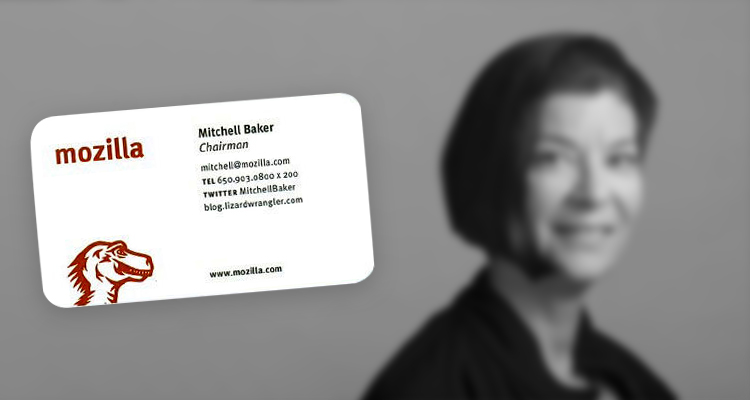 mozilla
Mitchell Baker
Chairman
mitchell@mozilla.com
TEL 650.903.0800 X 200
TWITTER MitchellBaker
blog.lizardwrangler.com
www.mozilla.com